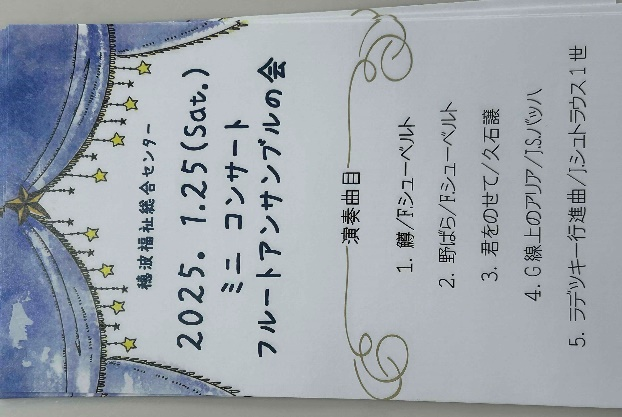 穂波福祉総合センター
2025. 1.25(Sat.)
ミニ コンサート
フルートアンサンブルの会
演奏曲目
1. 鱒/F.シューベルト
2. 野ばら/F.シューベルト
3. 君をのせて/久石譲
4. G線上のアリア/J.S.バッハ
5. ラデツキー行進曲/J.シュトラウス1世